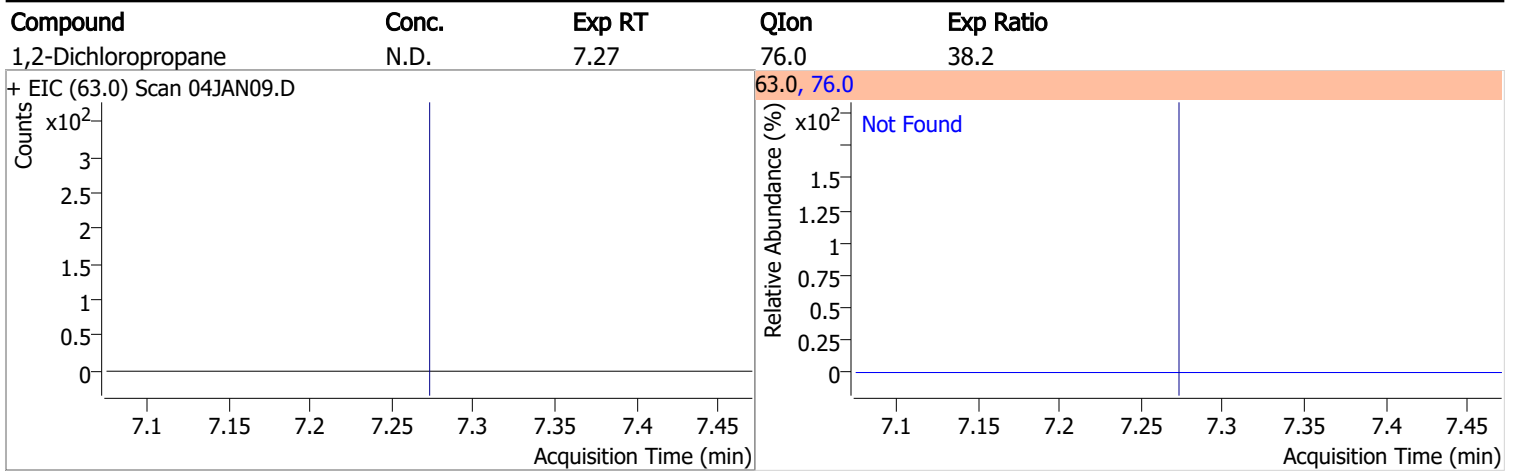 Compound Conc. Exp RT QIon Exp Ratio
1,2-Dichloropropane N.D. 7.27 76.0 38.2
+ EIC (63.0) Scan 04JAN09.D
Counts
x10²
3
2.5
2
1.5
1
0.5
0
7.1 7.15 7.2 7.25 7.3 7.35 7.4 7.45
Acquisition Time (min)
63.0, 76.0
Relative Abundance (%)
x10²
Not Found
1.5
1.25
1
0.75
0.5
0.25
0
7.1 7.15 7.2 7.25 7.3 7.35 7.4 7.45
Acquisition Time (min)